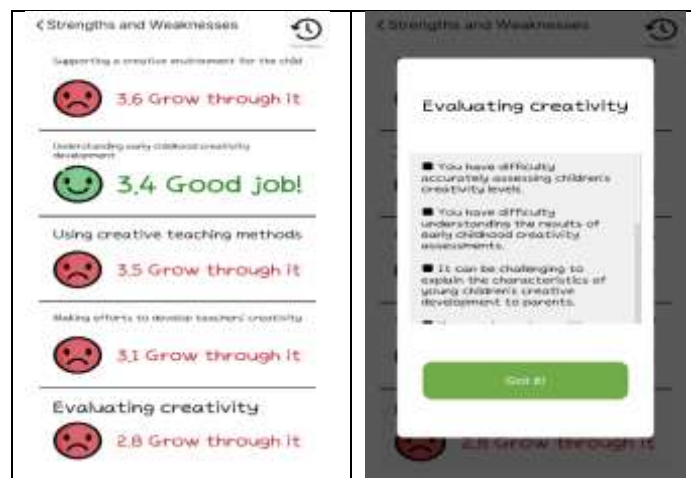 Strengths and Weaknesses
Supporting a creative environment for the child
3.6 Grow through it
Understanding early childhood creativity
development
3.4 Good job!
Using creative teaching methods
3.5 Grow through it
Making efforts to develop teachers' creativity
3.1 Grow through it
Evaluating creativity
2.8 Grow through it
Strengths and Weaknesses
Evaluating creativity
■ You have difficulty
accurately assessing children's
creativity levels.
■ You have difficulty
understanding the results of
early childhood creativity
assessments.
■ It can be challenging to
explain the characteristics of
young children's creative
development to parents.
Got it!
2.8 Grow through it